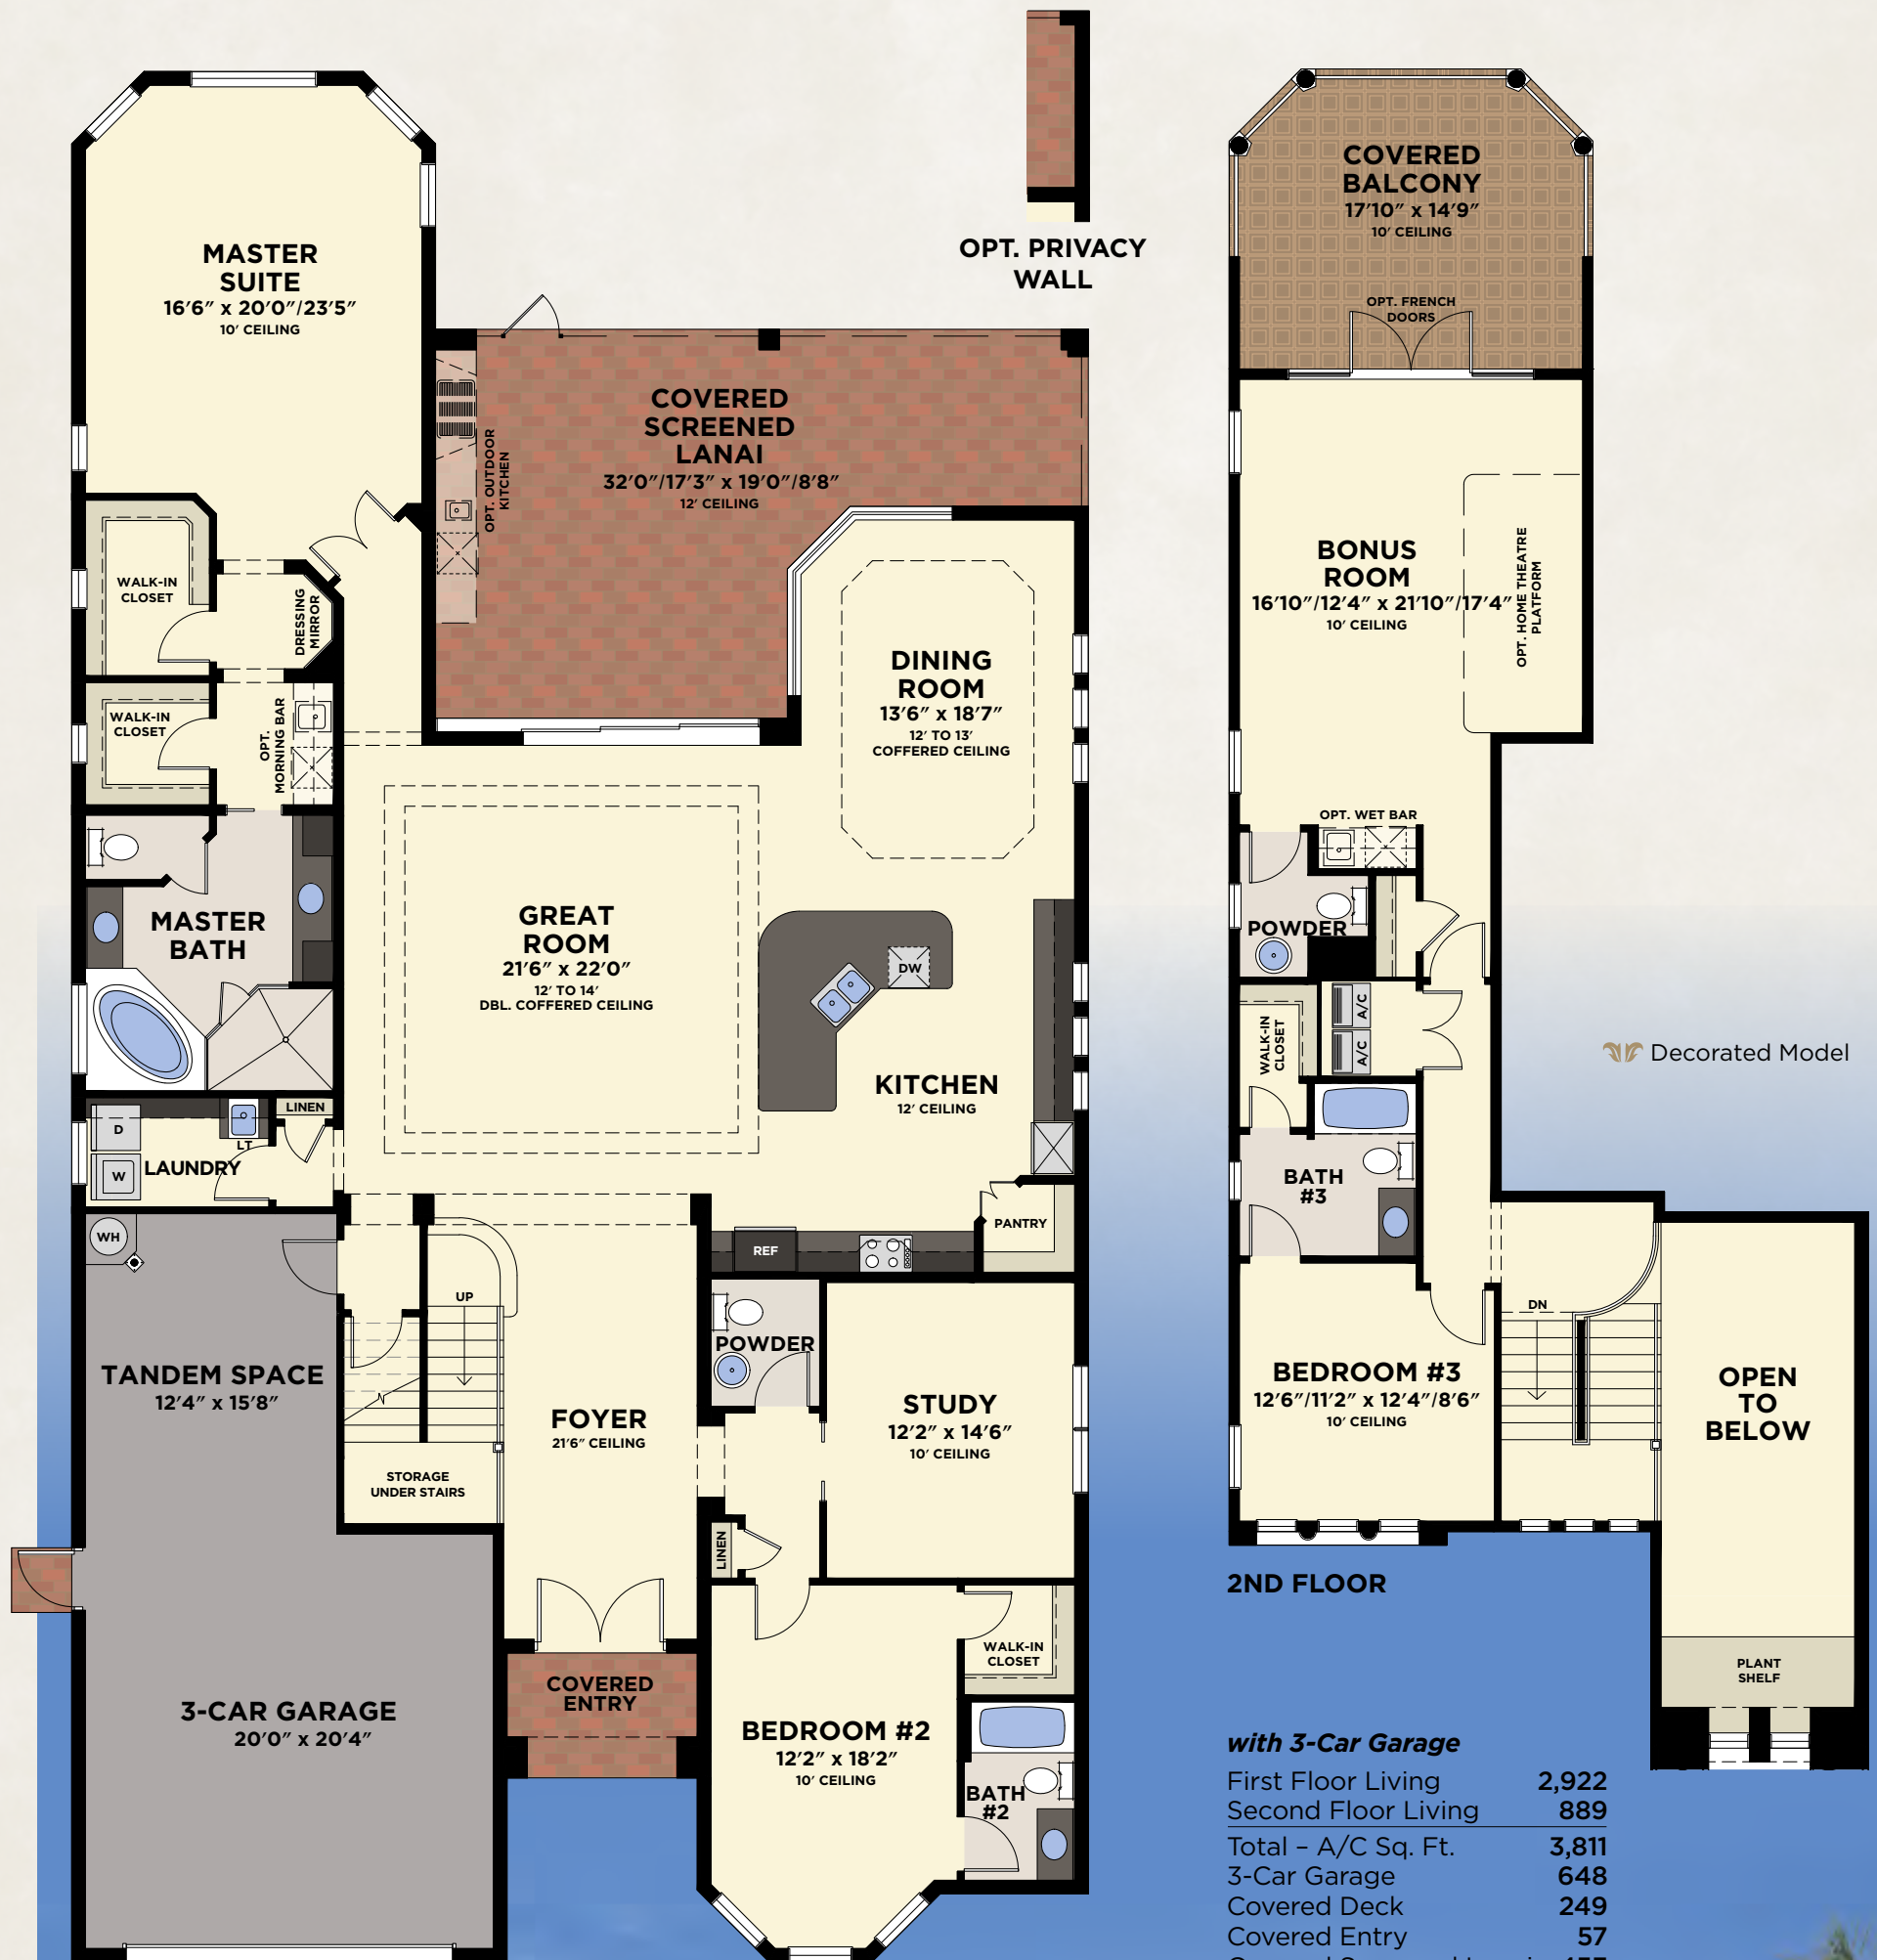 OPT. PRIVACY
WALL
MASTER
SUITE
16'6" x 20'0"/23'5"
10' CEILING
COVERED
SCREENED
LANAI
32'0"/17'3" x 19'0"/8'8"
12' CEILING
OPT. OUTDOOR
KITCHEN
WALK-IN
CLOSET
DRESSING
MIRROR
WALK-IN
CLOSET
OPT.
MORNING BAR
DINING
ROOM
13'6" x 18'7"
12' TO 13'
COFFERED CEILING
MASTER
BATH
GREAT
ROOM
21'6" x 22'0"
12' TO 14'
DBL. COFFERED CEILING
DW
KITCHEN
12' CEILING
LINEN
D
LT
W
LAUNDRY
WH
PANTRY
REF
UP
POWDER
TANDEM SPACE
12'4" x 15'8"
FOYER
21'6" CEILING
STUDY
12'2" x 14'6"
10' CEILING
STORAGE
UNDER STAIRS
LINEN
WALK-IN
CLOSET
COVERED
ENTRY
3-CAR GARAGE
20'0" x 20'4"
BEDROOM #2
12'2" x 18'2"
10' CEILING
BATH
#2
COVERED
BALCONY
17'10" x 14'9"
10' CEILING
OPT. FRENCH
DOORS
BONUS
ROOM
16'10"/12'4" x 21'10"/17'4"
10' CEILING
OPT. HOME THEATRE
PLATFORM
OPT. WET BAR
POWDER
A/C
A/C
WALK-IN
CLOSET
BATH
#3
Decorated Model
DN
BEDROOM #3
12'6"/11'2" x 12'4"/8'6"
10' CEILING
OPEN
TO
BELOW
2ND FLOOR
PLANT
SHELF
with 3-Car Garage
First Floor Living 2,922
Second Floor Living 889
Total – A/C Sq. Ft. 3,811
3-Car Garage 648
Covered Deck 249
Covered Entry 57